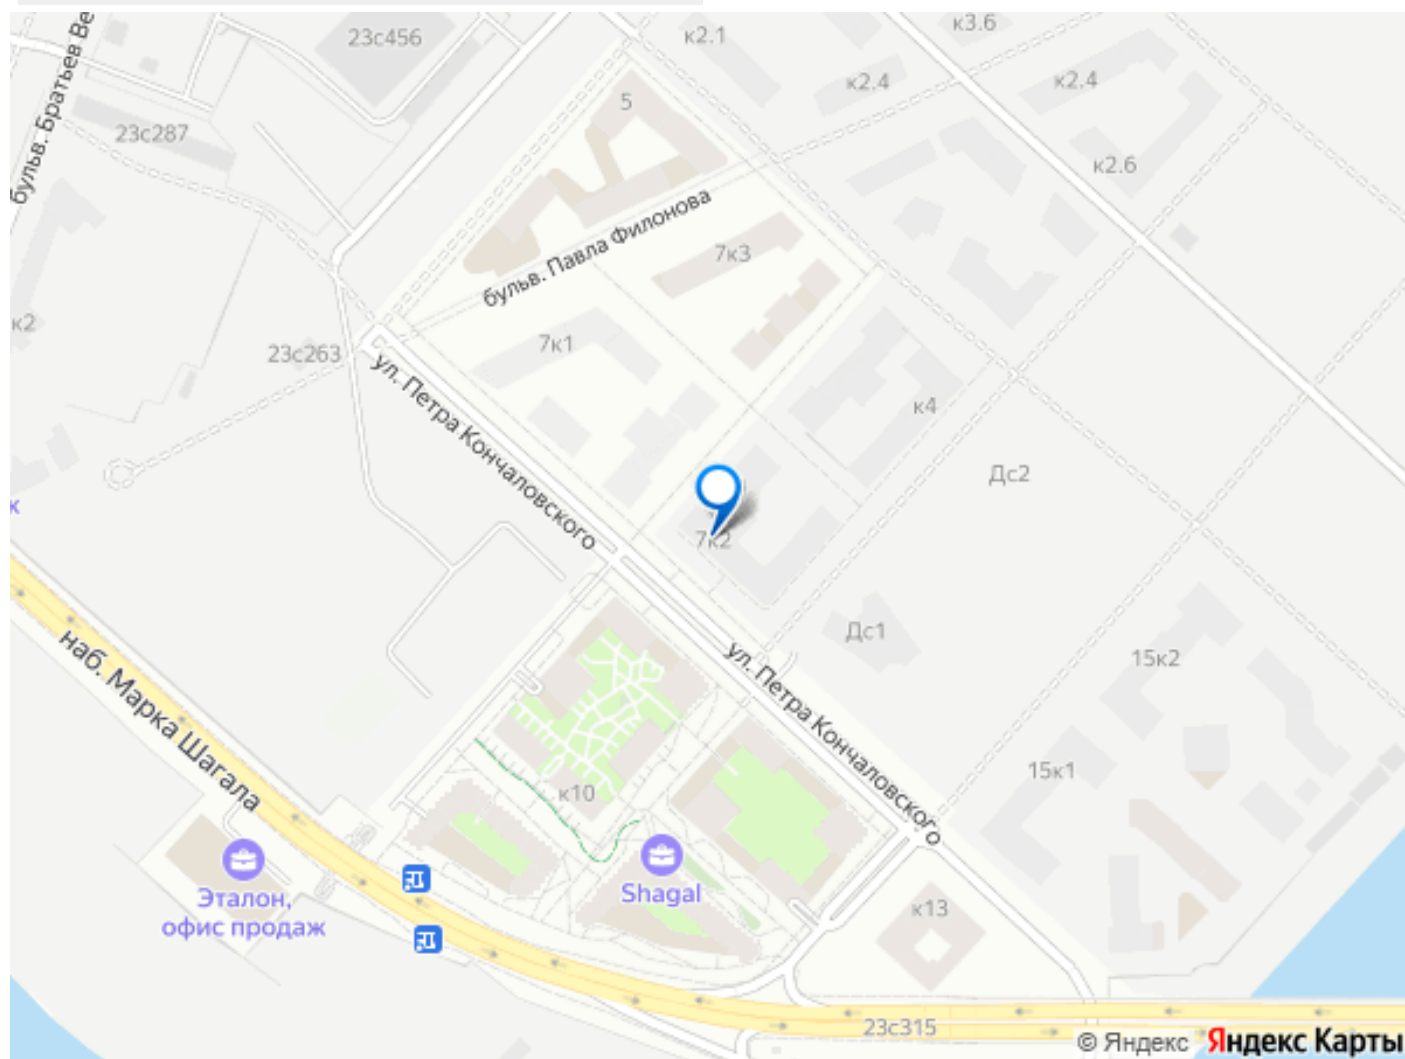 бульв. Братьев Ве
23с456
к2.1
к3.6
к2.4
к2.4
5
23с287
к2.6
бульв. Павла Филонова
7к3
к2
23с263
7к1
ул. Петра Кончаловского
к4
Дс2
к
7к2
Дс1
наб. Марка Шагала
ул. Петра Кончаловского
15к2
15к1
к10
Эталон,
офис продаж
Shagal
к13
23с315
© Яндекс Яндекс Карты